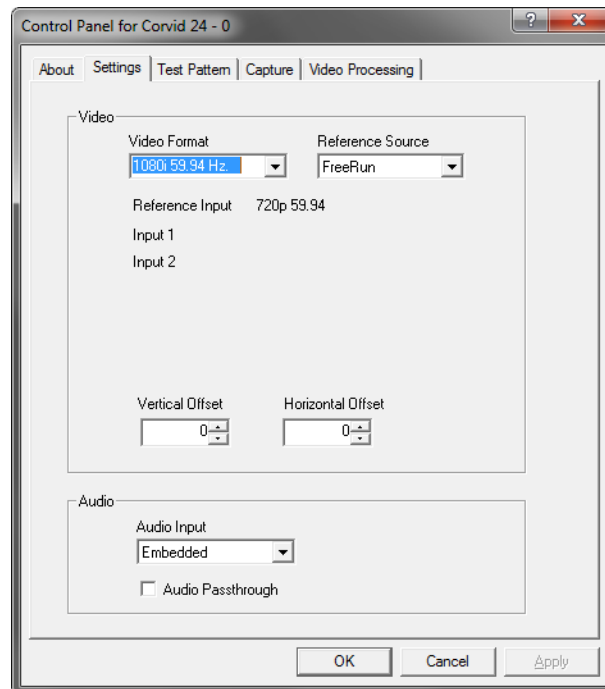 Control Panel for Corvid 24 - 0
?
About Settings Test Pattern Capture Video Processing
Video
Video Format Reference Source
1080i 59.94 Hz. FreeRun
Reference Input 720p 59.94
Input 1
Input 2
Vertical Offset Horizontal Offset
0 0
Audio
Audio Input
Embedded
Audio Passthrough
OK Cancel Apply